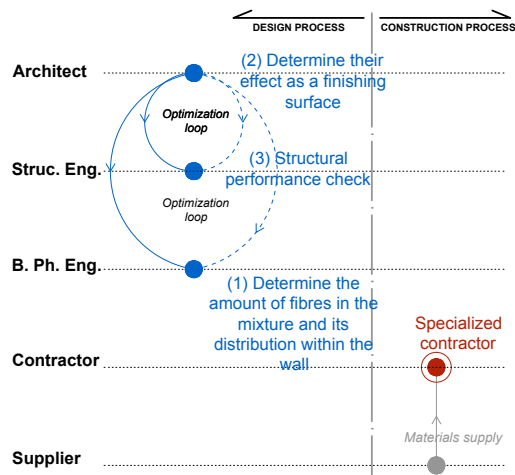 DESIGN PROCESS
CONSTRUCTION PROCESS
Architect
(2) Determine their
effect as a finishing
surface
Optimization
loop
Struc. Eng.
(3) Structural
performance check
Optimization
loop
B. Ph. Eng.
(1) Determine the
amount of fibres in the
mixture and its
distribution within the
wall
Specialized
contractor
Contractor
Materials supply
Supplier